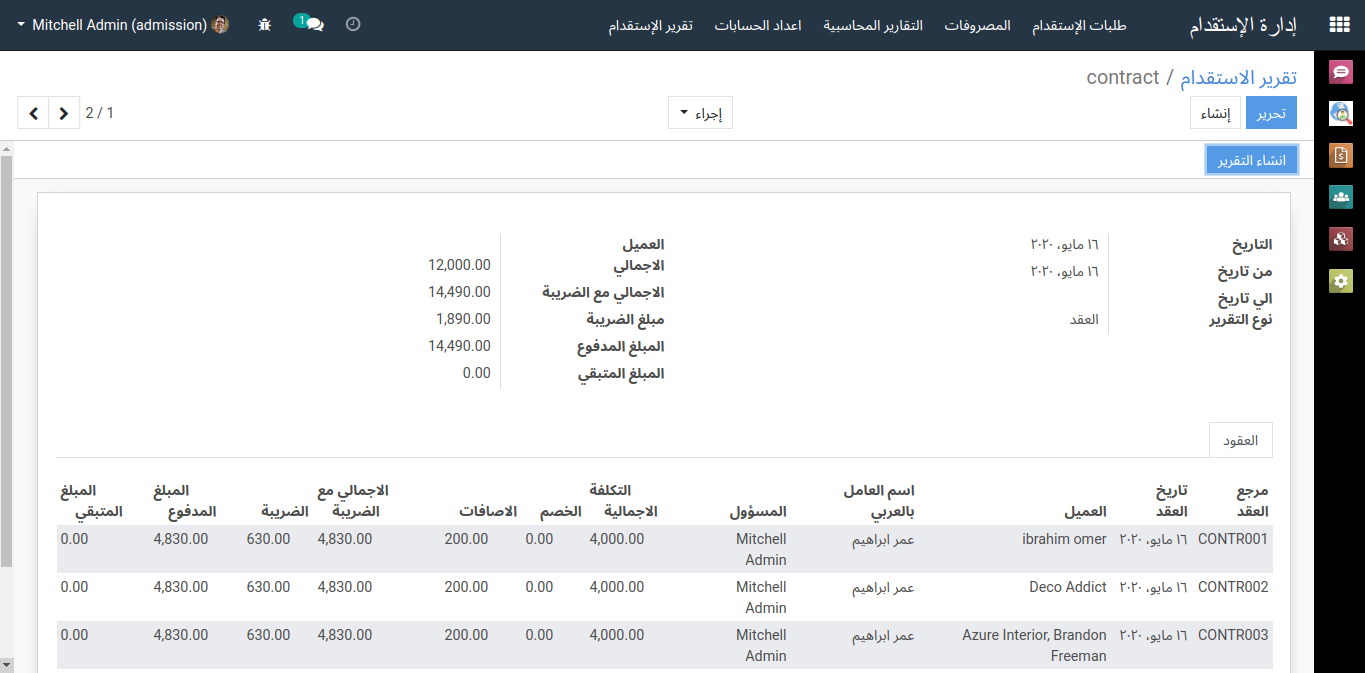 إدارة الإستقدام طلبات الإستقدام المصروفات التقارير المحاسبية اعداد الحسابات تقرير الإستقدام 1 Mitchell Admin (admission)
تقرير الاستقدام / contract
تحرير إنشاء إجراء 2 / 1
انشاء التقرير
التاريخ ١٦ مايو، ٢٠٢٠
من تاريخ ١٦ مايو، ٢٠٢٠
الي تاريخ
نوع التقرير العقد
العميل
الاجمالي 12,000.00
الاجمالي مع الضريبة 14,490.00
مبلغ الضريبة 1,890.00
المبلغ المدفوع 14,490.00
المبلغ المتبقي 0.00
العقود
مرجع العقد تاريخ العقد العميل اسم العامل بالعربي المسؤول التكلفة الاجمالية الخصم الاضافات الاجمالي مع الضريبة الضريبة المبلغ المدفوع المبلغ المتبقي
CONTR001 ١٦ مايو، ٢٠٢٠ ibrahim omer عمر ابراهيم Mitchell Admin 4,000.00 0.00 200.00 4,830.00 630.00 4,830.00 0.00
CONTR002 ١٦ مايو، ٢٠٢٠ Deco Addict عمر ابراهيم Mitchell Admin 4,000.00 0.00 200.00 4,830.00 630.00 4,830.00 0.00
CONTR003 ١٦ مايو، ٢٠٢٠ Azure Interior, Brandon Freeman عمر ابراهيم Mitchell Admin 4,000.00 0.00 200.00 4,830.00 630.00 4,830.00 0.00